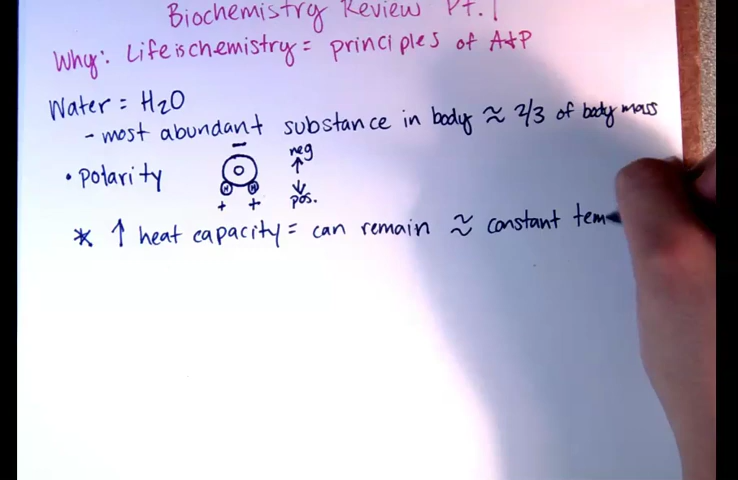 Biochemistry Review Pt.1
Why: Life is chemistry = principles of A+P
Water = H2O
- most abundant substance in body ≈ 2/3 of body mass
• polarity
−
O
H H
+ +
neg
↑
↓
pos.
* ↑ heat capacity = can remain ≈ constant tem